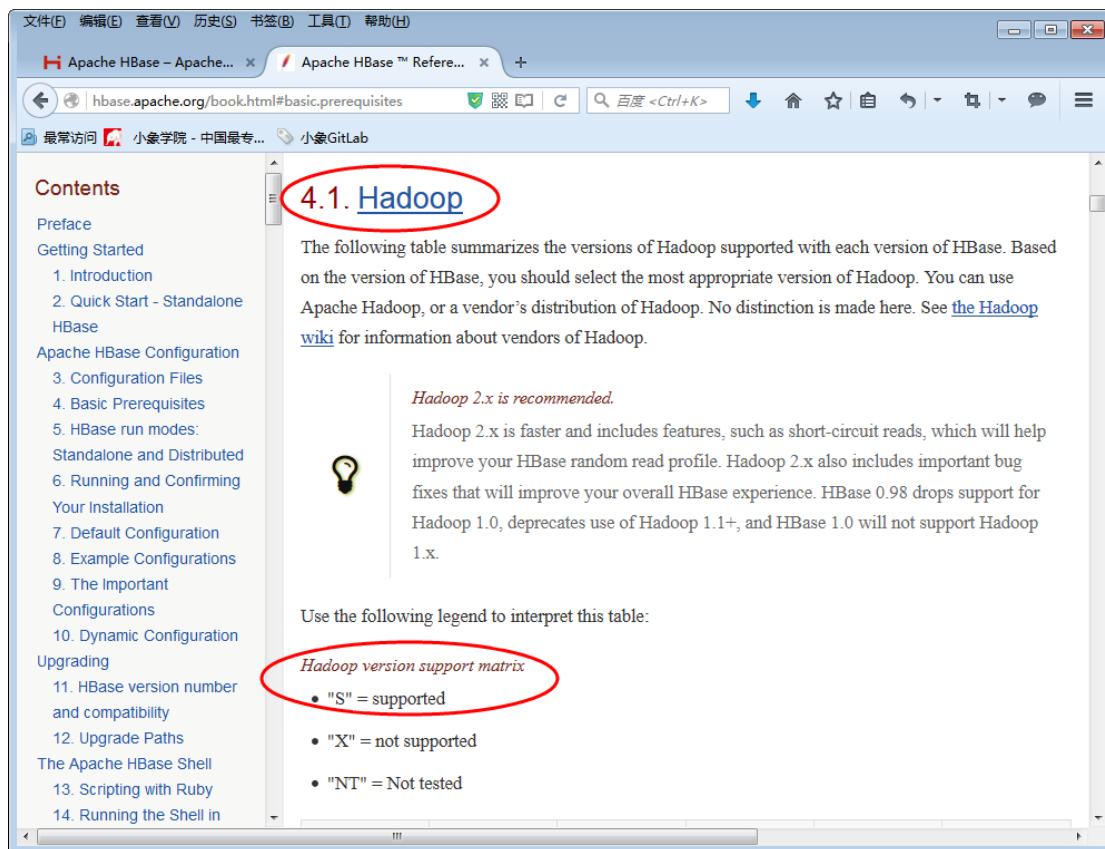 文件(F) 编辑(E) 查看(V) 历史(S) 书签(B) 工具(T) 帮助(H)
Apache HBase – Apache... × Apache HBase ™ Refere... × +
hbase.apache.org/book.html#basic.prerequisites 百度 <Ctrl+K>
最常访问 小象学院 - 中国最专... 小象GitLab
Contents
Preface
Getting Started
1. Introduction
2. Quick Start - Standalone
HBase
Apache HBase Configuration
3. Configuration Files
4. Basic Prerequisites
5. HBase run modes:
Standalone and Distributed
6. Running and Confirming
Your Installation
7. Default Configuration
8. Example Configurations
9. The Important
Configurations
10. Dynamic Configuration
Upgrading
11. HBase version number
and compatibility
12. Upgrade Paths
The Apache HBase Shell
13. Scripting with Ruby
14. Running the Shell in
4.1. Hadoop
The following table summarizes the versions of Hadoop supported with each version of HBase. Based
on the version of HBase, you should select the most appropriate version of Hadoop. You can use
Apache Hadoop, or a vendor’s distribution of Hadoop. No distinction is made here. See the Hadoop
wiki for information about vendors of Hadoop.
Hadoop 2.x is recommended.
Hadoop 2.x is faster and includes features, such as short-circuit reads, which will help
improve your HBase random read profile. Hadoop 2.x also includes important bug
fixes that will improve your overall HBase experience. HBase 0.98 drops support for
Hadoop 1.0, deprecates use of Hadoop 1.1+, and HBase 1.0 will not support Hadoop
1.x.
Use the following legend to interpret this table:
Hadoop version support matrix
• "S" = supported
• "X" = not supported
• "NT" = Not tested